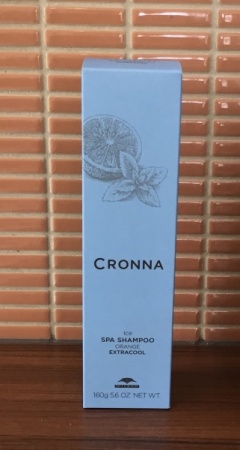 CRONNA
Ice
SPA SHAMPOO
ORANGE
EXTRACOOL
160g 5.6 OZ NET WT.